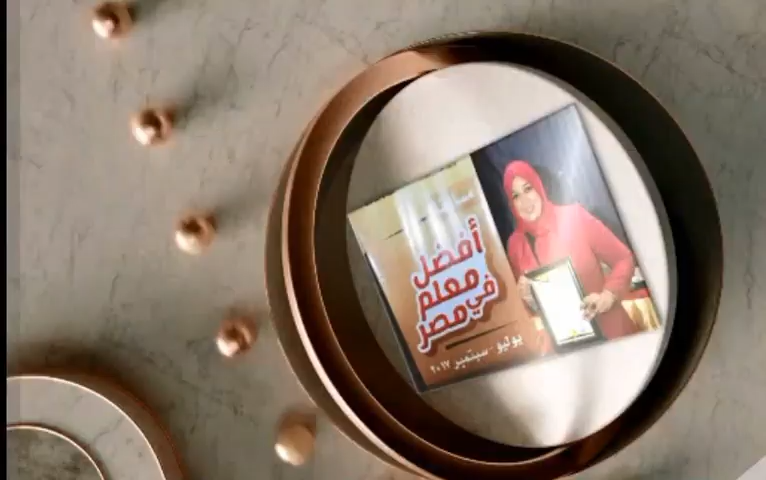 أفضل
معلم
في مصر
يوليو - سبتمبر ٢٠١٧